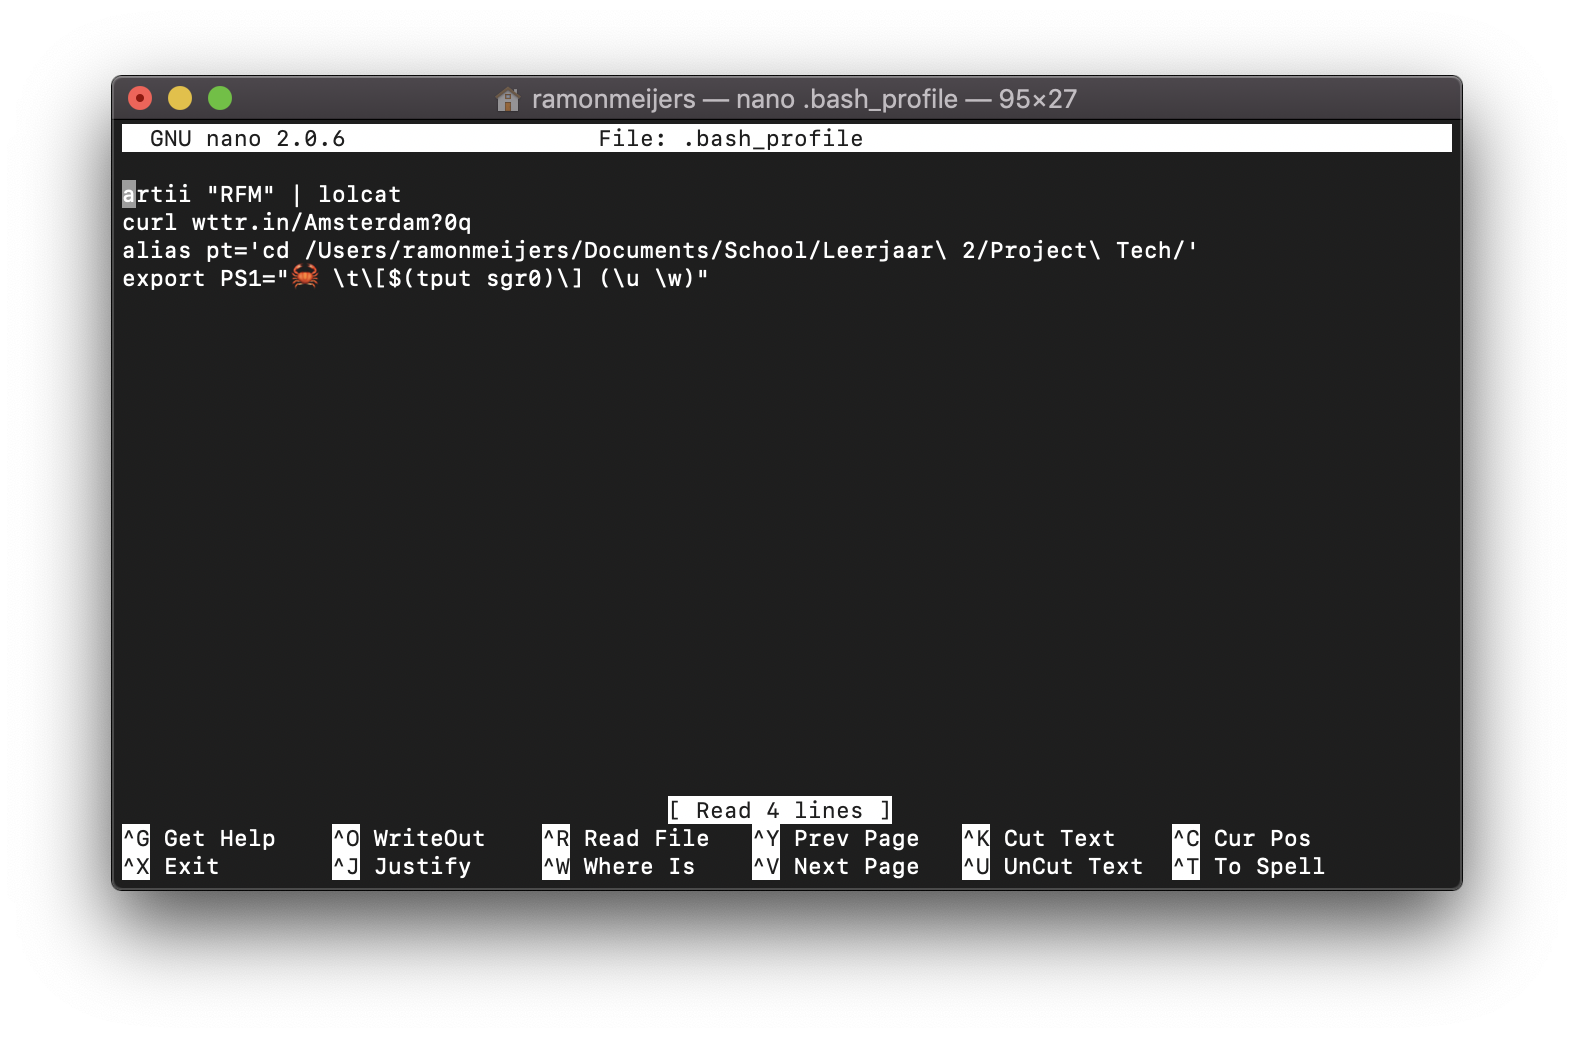 ramonmeijers — nano .bash_profile — 95×27
GNU nano 2.0.6 File: .bash_profile
artii "RFM" | lolcat
curl wttr.in/Amsterdam?0q
alias pt='cd /Users/ramonmeijers/Documents/School/Leerjaar\ 2/Project\ Tech/'
export PS1="🦀 \t\[$(tput sgr0)\] (\u \w)"
[ Read 4 lines ]
^G Get Help ^O WriteOut ^R Read File ^Y Prev Page ^K Cut Text ^C Cur Pos
^X Exit ^J Justify ^W Where Is ^V Next Page ^U UnCut Text ^T To Spell